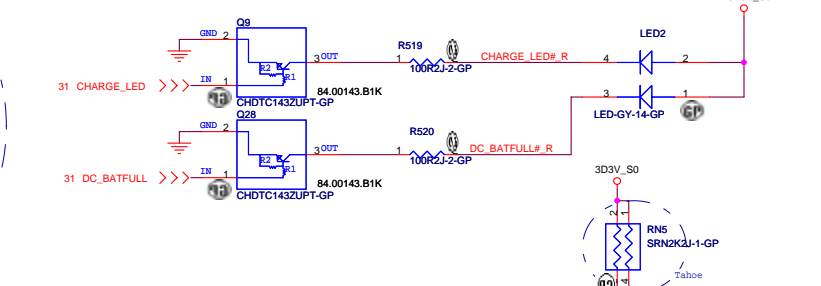 Q9
GND 2
R2
R1
3 OUT
31 CHARGE_LED
IN 1
84.00143.B1K
CHDTC143ZUPT-GP
R519
1
100R2J-2-GP
CHARGE_LED#_R
LED2
4
2
3
1
LED-GY-14-GP
GP
Q28
GND 2
R2
R1
3 OUT
31 DC_BATFULL
IN 1
84.00143.B1K
CHDTC143ZUPT-GP
R520
1
100R2J-2-GP
DC_BATFULL#_R
3D3V_S0
2
1
RN5
SRN2K2J-1-GP
4
Tahoe